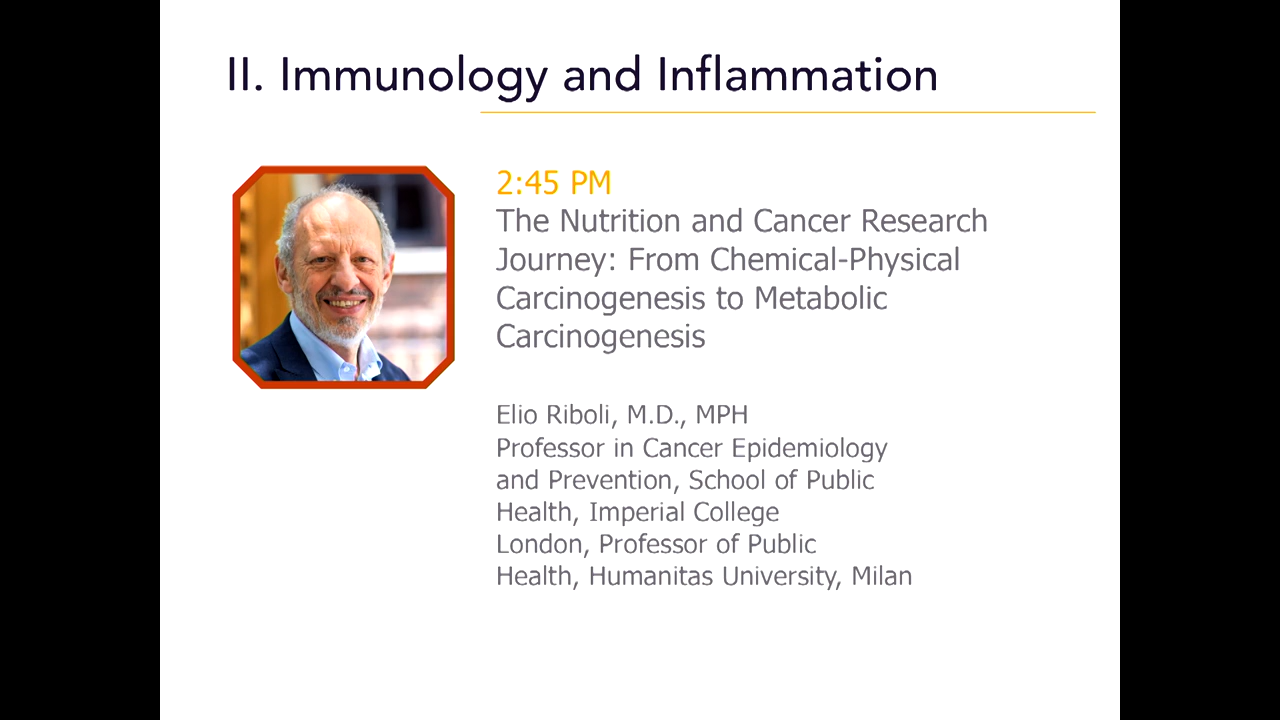 II. Immunology and Inflammation
2:45 PM
The Nutrition and Cancer Research
Journey: From Chemical-Physical
Carcinogenesis to Metabolic
Carcinogenesis
Elio Riboli, M.D., MPH
Professor in Cancer Epidemiology
and Prevention, School of Public
Health, Imperial College
London, Professor of Public
Health, Humanitas University, Milan